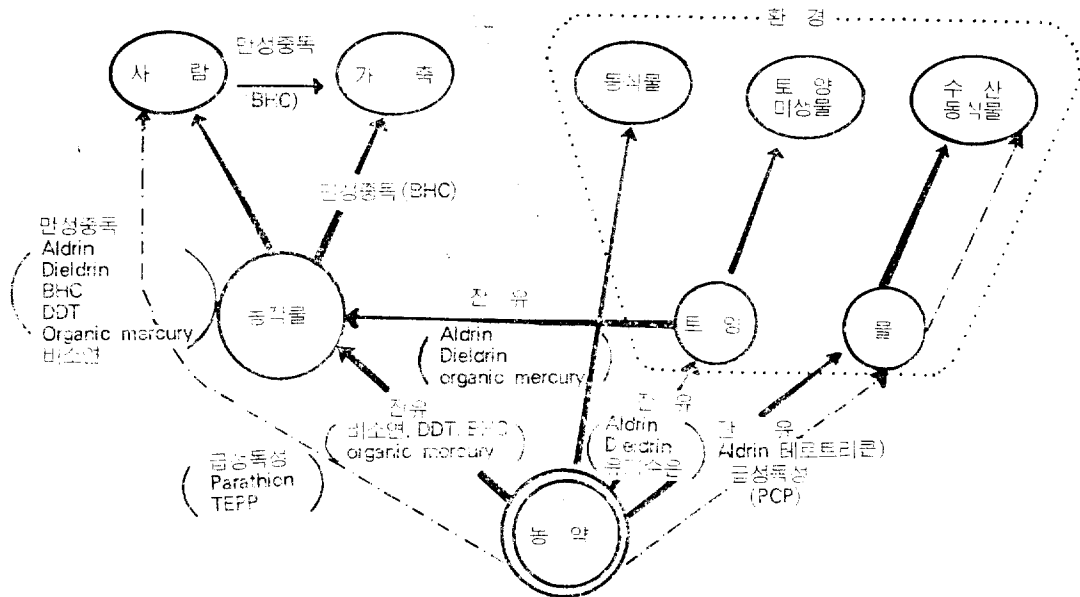 환 경
사 람
만성중독
BHC)
가 축
동식물
토 양
미생물
수 산
동식물
만성중독 (BHC)
만성중독
Aldrin
Dieldrin
BHC
DDT
Organic mercury
비소연
농작물
잔 유
Aldrin
Dieldrin
organic mercury
토 양
물
잔유
비소연, DDT, BHC
organic mercury
잔 유
Aldrin
Dieldrin
유기수은
잔 유
Aldrin
급성독성
(PCP)
급성독성
Parathion
TEPP
농 약